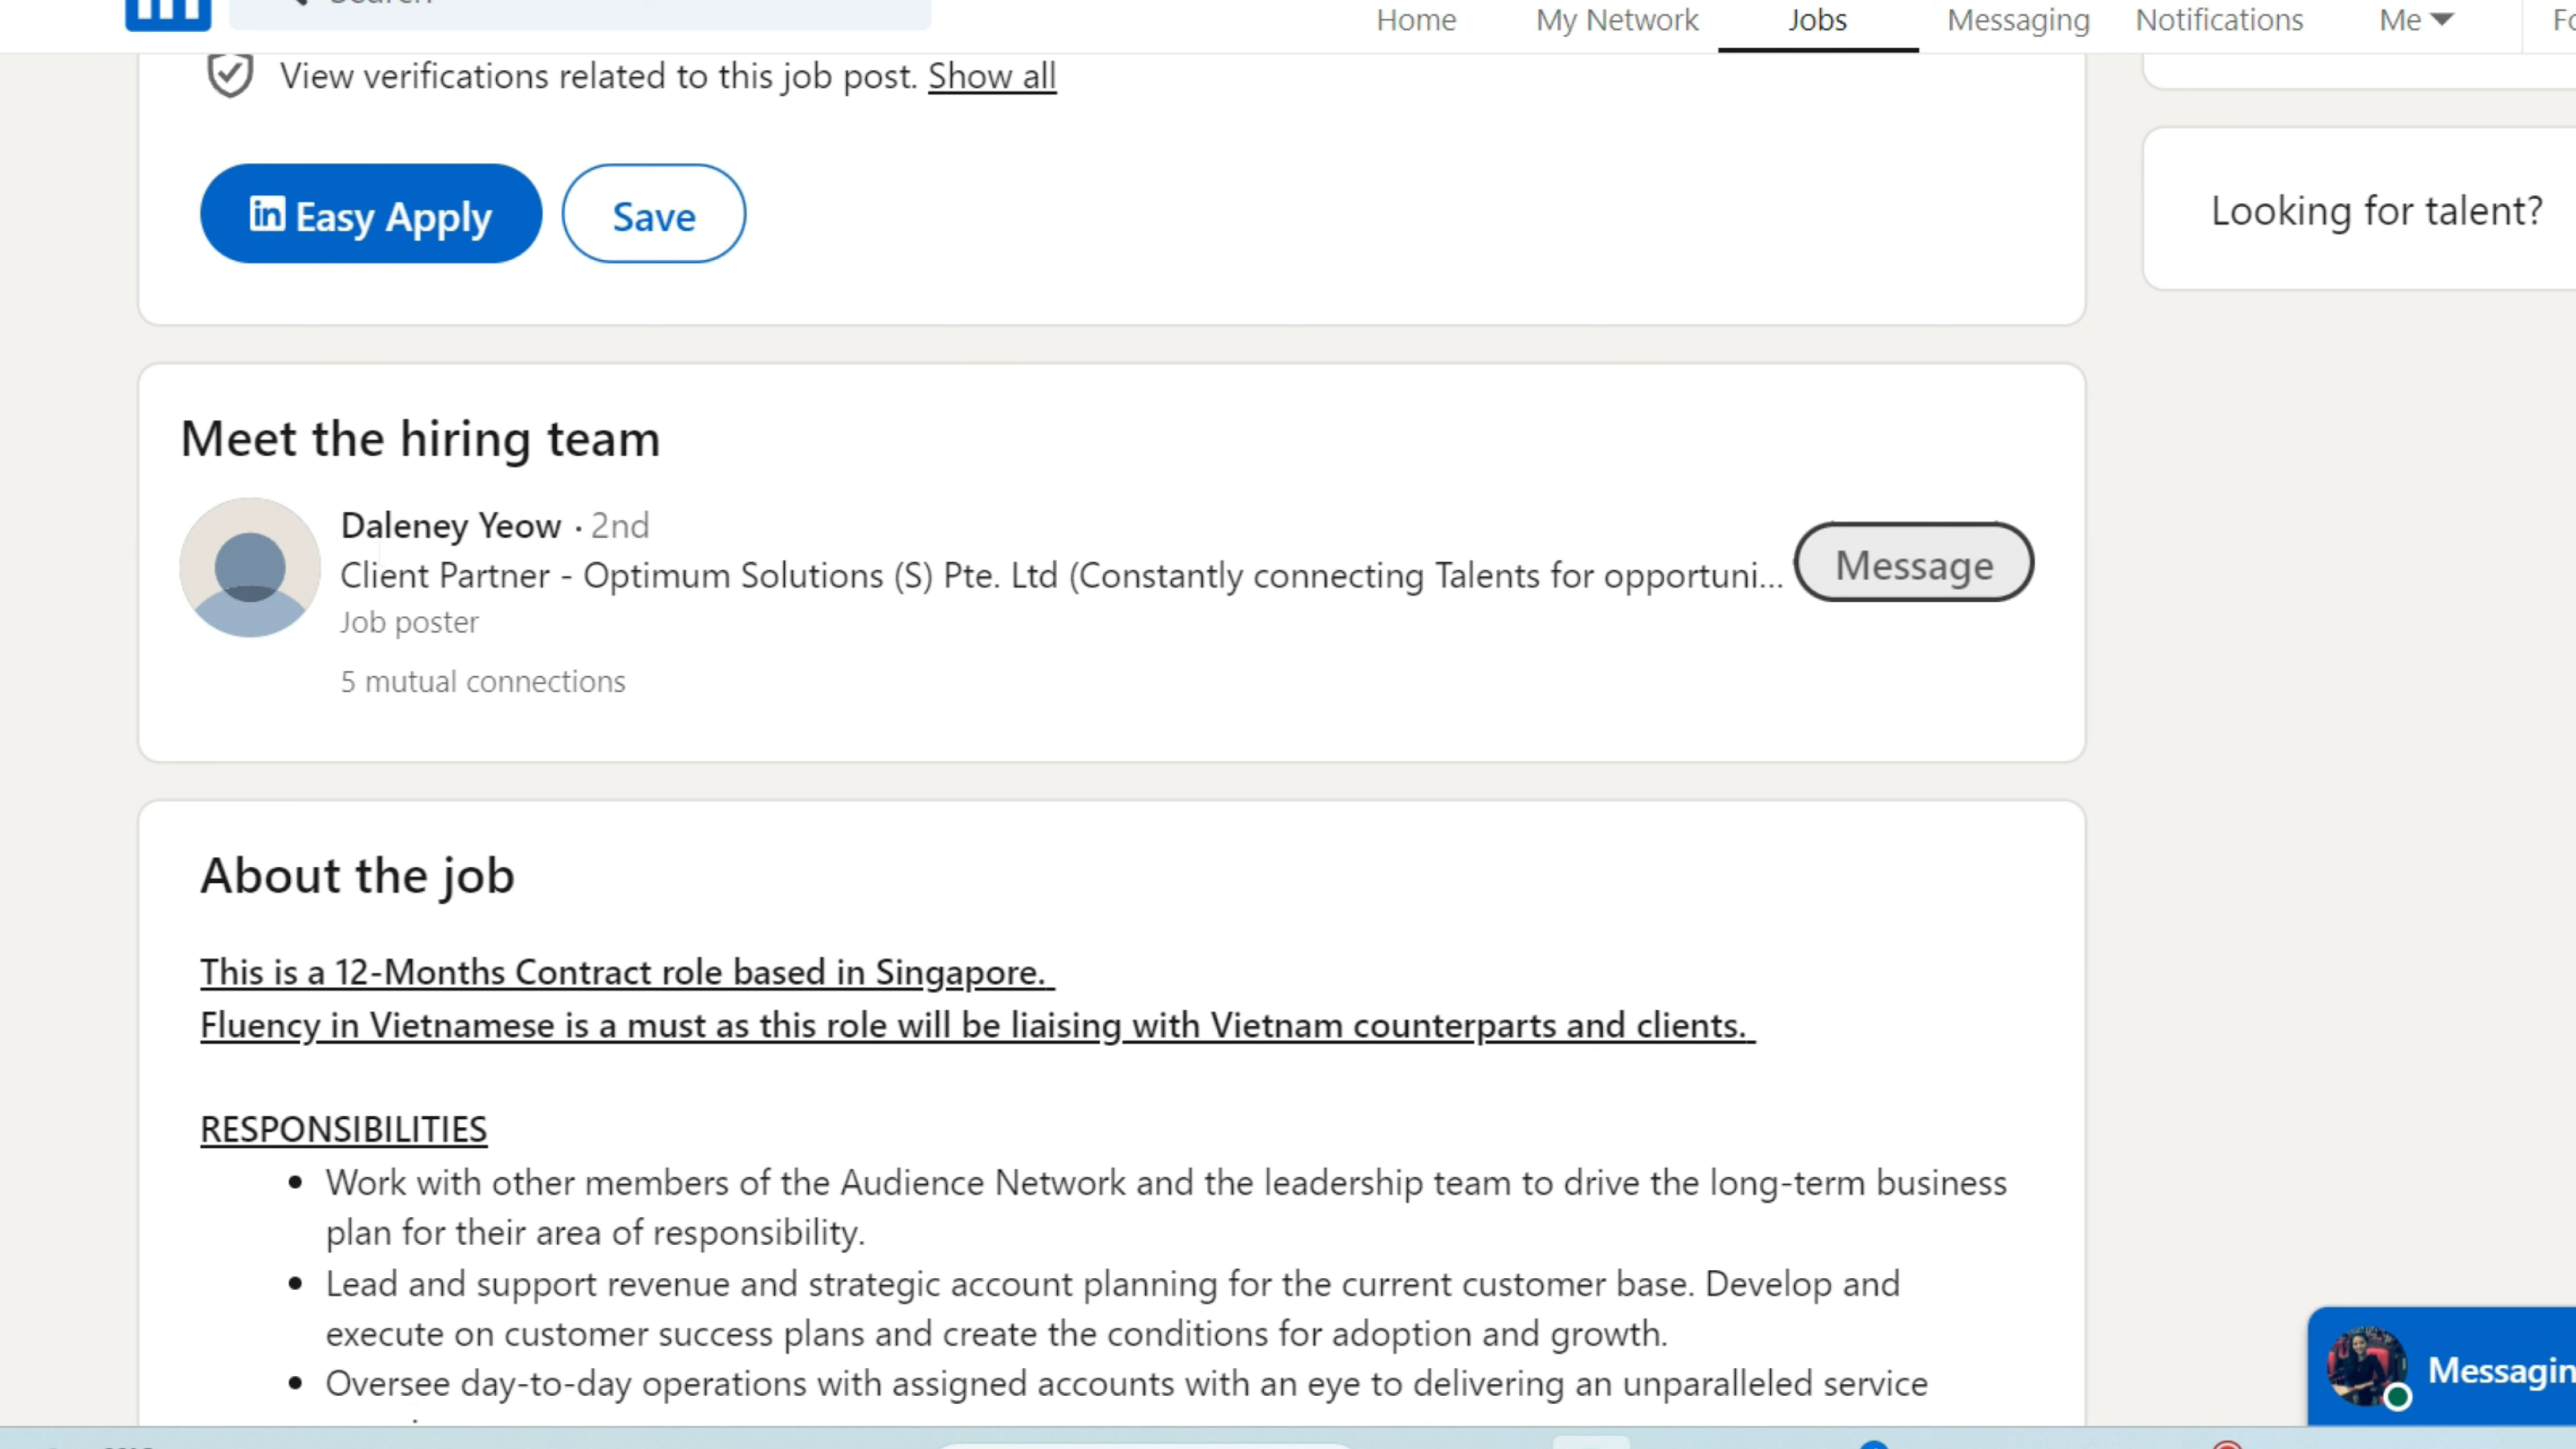 Home My Network Jobs Messaging Notifications Me
View verifications related to this job post. Show all
in Easy Apply Save
Looking for talent?
Meet the hiring team
Daleney Yeow · 2nd
Client Partner - Optimum Solutions (S) Pte. Ltd (Constantly connecting Talents for opportuni...
Message
Job poster
5 mutual connections
About the job
This is a 12-Months Contract role based in Singapore.
Fluency in Vietnamese is a must as this role will be liaising with Vietnam counterparts and clients.
RESPONSIBILITIES
• Work with other members of the Audience Network and the leadership team to drive the long-term business
plan for their area of responsibility.
• Lead and support revenue and strategic account planning for the current customer base. Develop and
execute on customer success plans and create the conditions for adoption and growth.
• Oversee day-to-day operations with assigned accounts with an eye to delivering an unparalleled service
Messagin